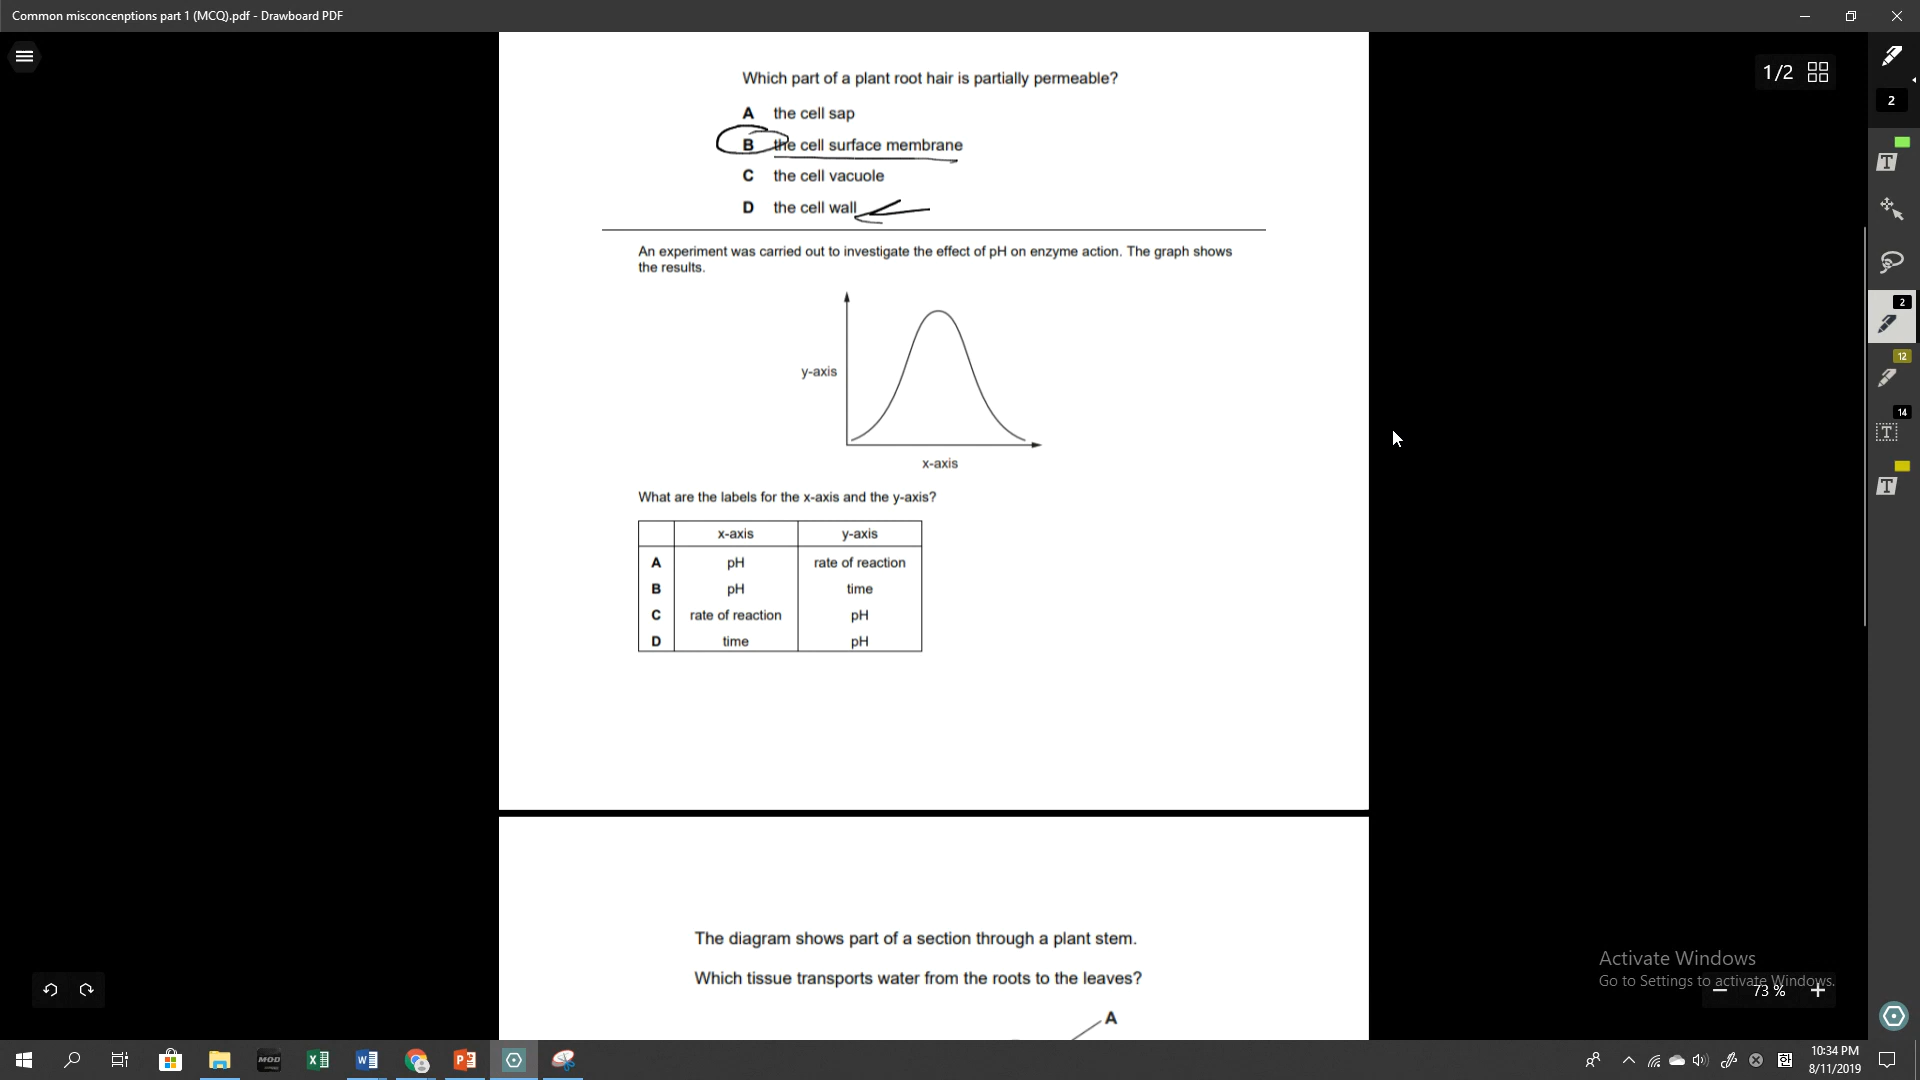 Common misconcenptions part 1 (MCQ).pdf - Drawboard PDF
1/2
2
Which part of a plant root hair is partially permeable?
A the cell sap
B the cell surface membrane
C the cell vacuole
D the cell wall
An experiment was carried out to investigate the effect of pH on enzyme action. The graph shows
the results.
y-axis
x-axis
What are the labels for the x-axis and the y-axis?
x-axis y-axis
A pH rate of reaction
B pH time
C rate of reaction pH
D time pH
T
2
12
14
T
T
The diagram shows part of a section through a plant stem.
Which tissue transports water from the roots to the leaves?
A
Activate Windows
Go to Settings to activate Windows.
73 %
MOD
10:34 PM
8/11/2019